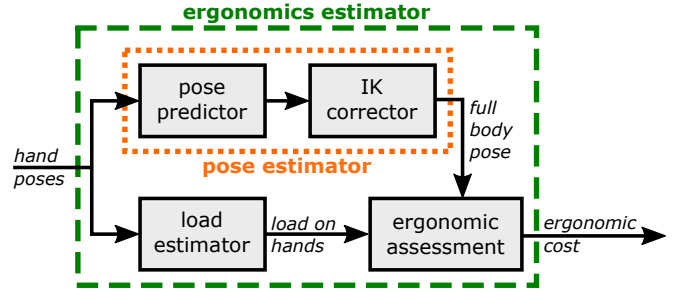 ergonomics estimator
pose
predictor
IK
corrector
full
body
pose
pose estimator
hand
poses
load
estimator
load on
hands
ergonomic
assessment
ergonomic
cost